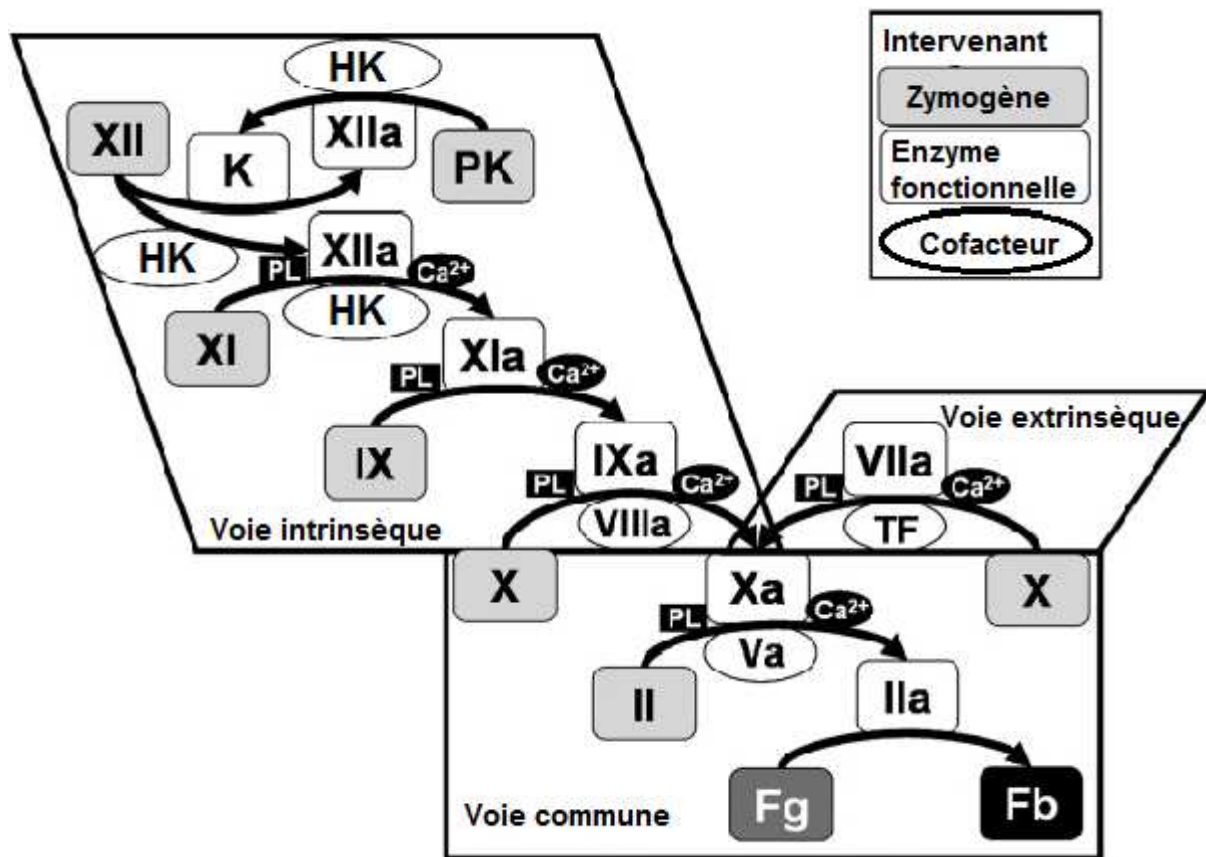 HK
XII
K
XIIa
PK
HK
XIIa
PL
Ca²⁺
HK
XI
XIa
PL
Ca²⁺
IX
IXa
PL
Ca²⁺
VIIIa
Voie intrinsèque
Intervenant
Zymogène
Enzyme
fonctionnelle
Cofacteur
Voie extrinsèque
VIIa
PL
Ca²⁺
TF
X
Xa
X
PL
Ca²⁺
Va
II
IIa
Fg
Fb
Voie commune